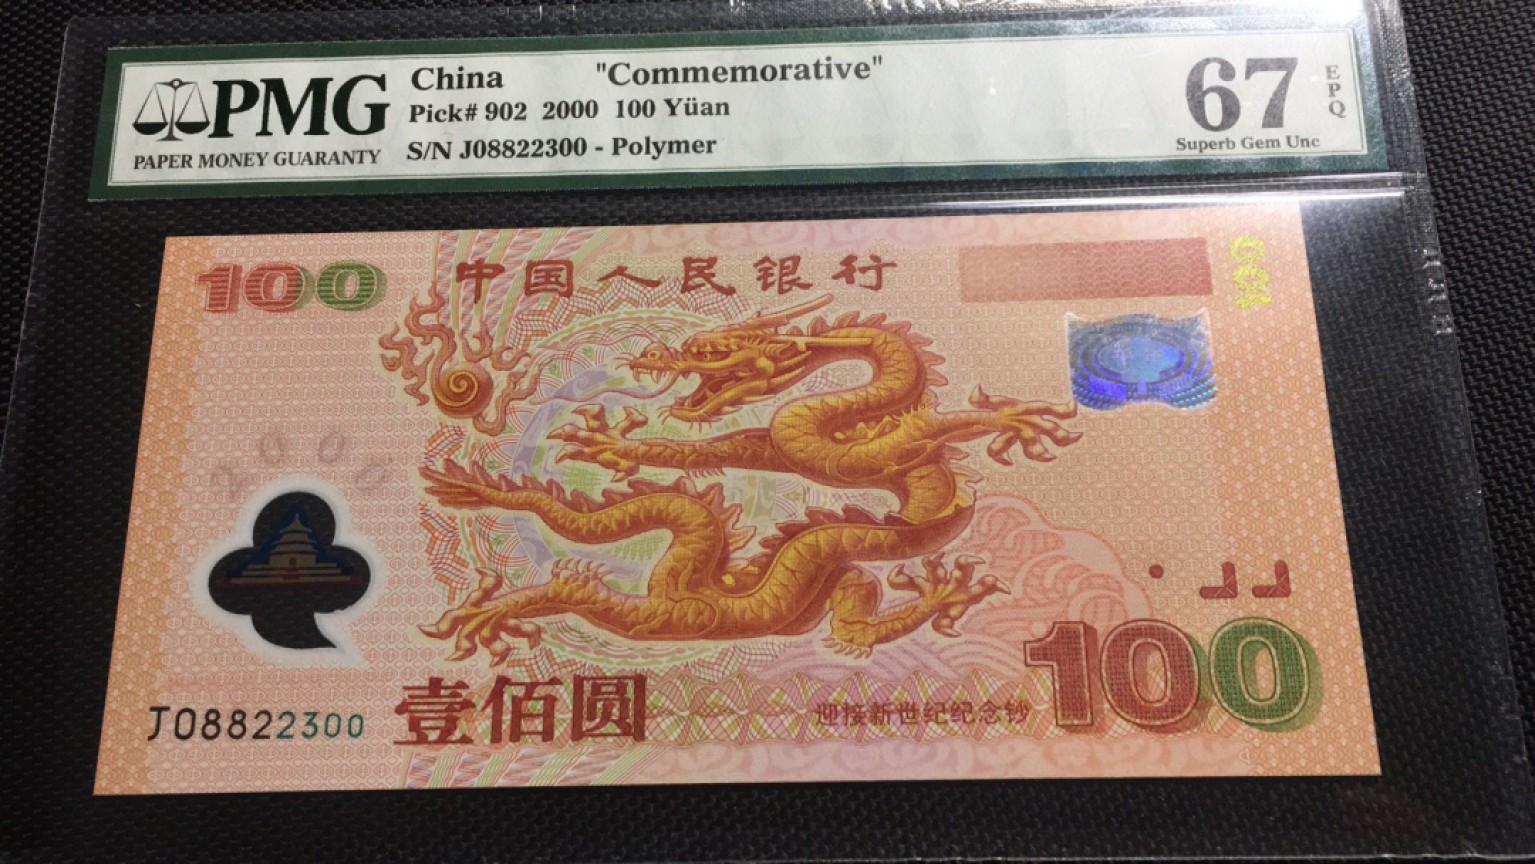 PMG
PAPER MONEY GUARANTY
China "Commemorative"
Pick# 902 2000 100 Yüan
S/N J08822300 - Polymer
67
EPQ
Superb Gem Unc
100
中国人民银行
100
2000
J08822300
壹佰圆
迎接新世纪纪念钞
100